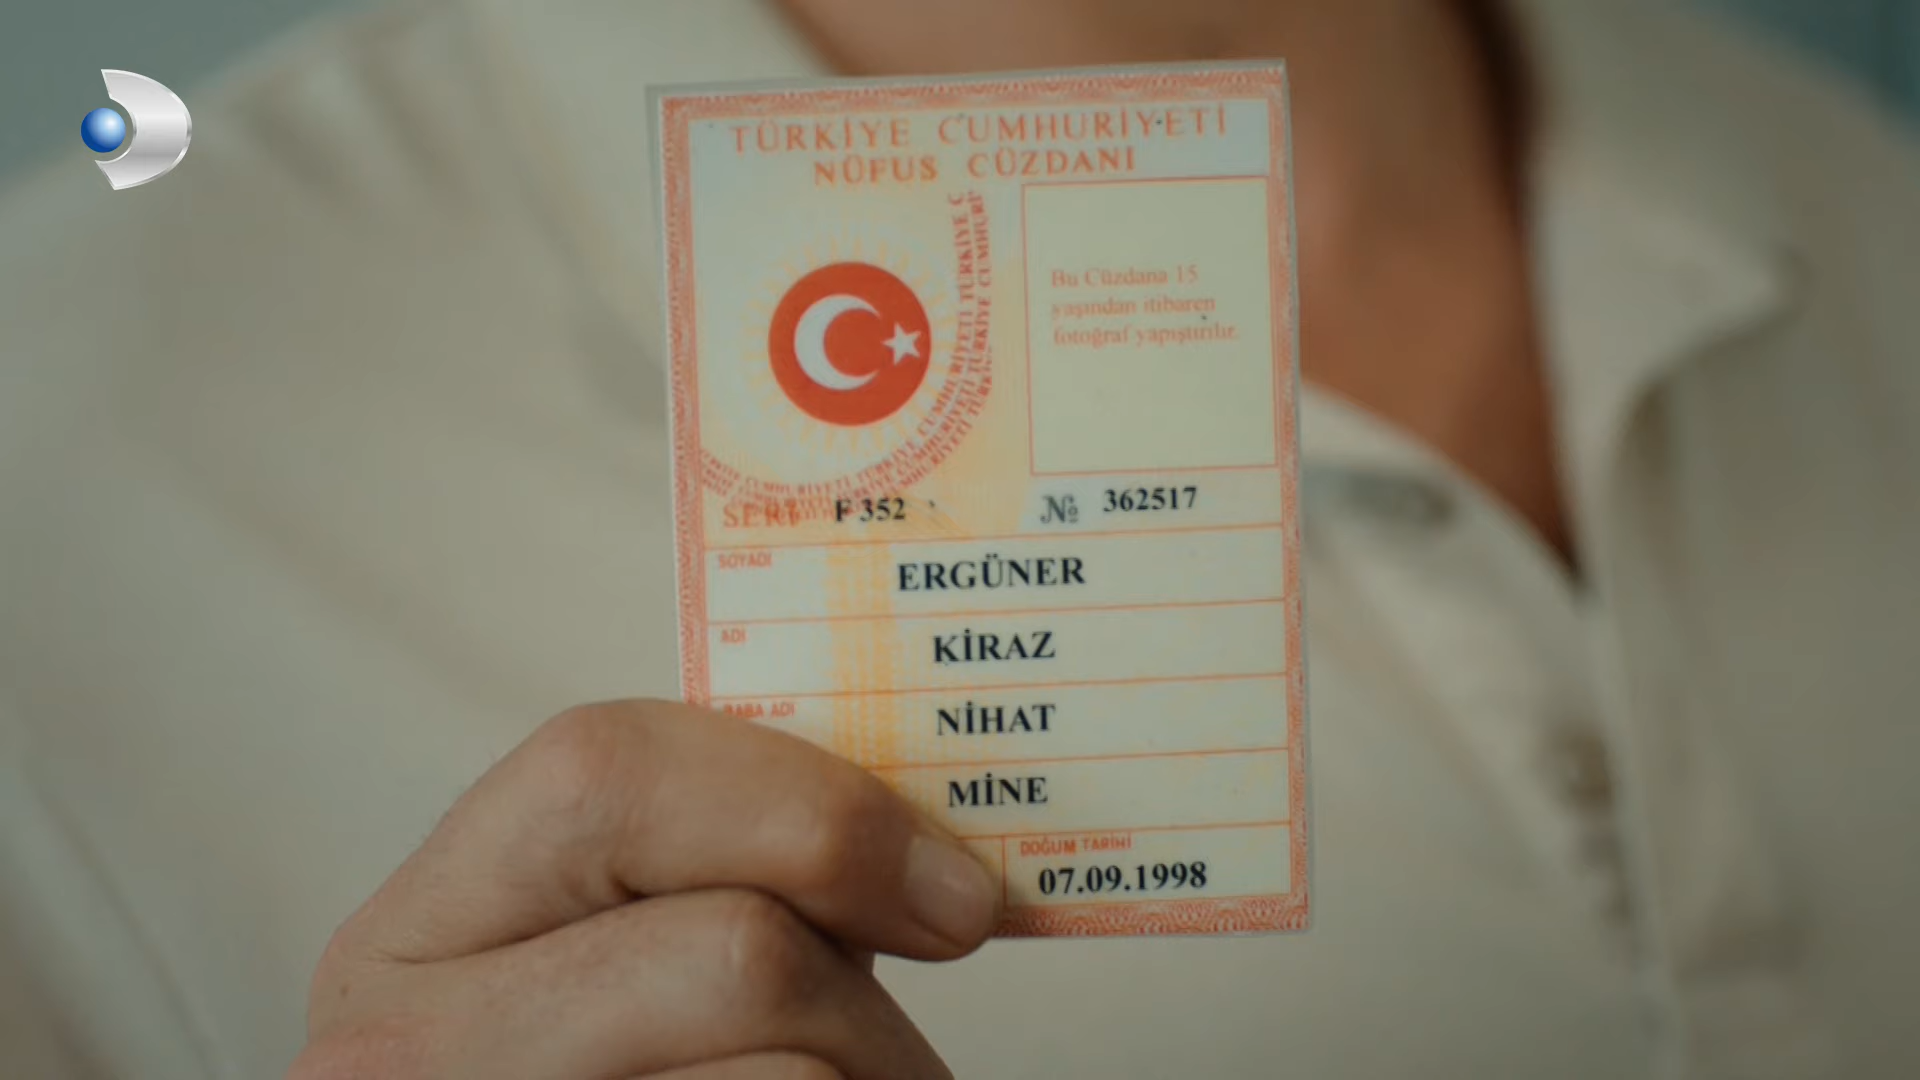 TÜRKİYE CUMHURİYETİ
NÜFUS CÜZDANI
Bu Cüzdana 15
yaşından itibaren
fotoğraf yapıştırılır.
SERİ F 352 № 362517
SOYADI
ERGÜNER
ADI
KİRAZ
BABA ADI
NİHAT
MİNE
DOĞUM TARİHİ
07.09.1998